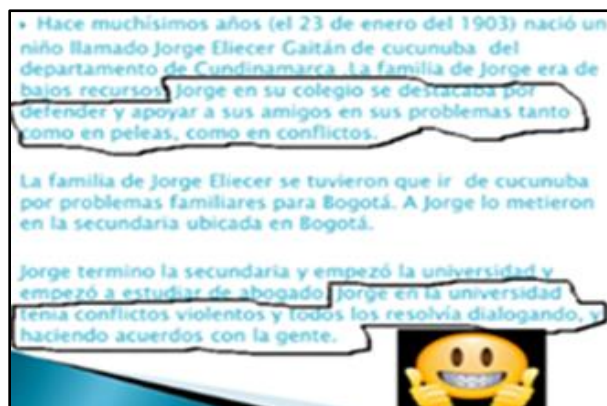 • Hace muchísimos años (el 23 de enero del 1903) nació un
niño llamado Jorge Eliecer Gaitán de cucunuba del
departamento de Cundinamarca .La familia de Jorge era de
bajos recursos. Jorge en su colegio se destacaba por
defender y apoyar a sus amigos en sus problemas tanto
como en peleas, como en conflictos.
La familia de Jorge Eliecer se tuvieron que ir de cucunuba
por problemas familiares para Bogotá. A Jorge lo metieron
en la secundaria ubicada en Bogotá.
Jorge termino la secundaria y empezó la universidad y
empezó a estudiar de abogado. Jorge en la universidad
tenia conflictos violentos y todos los resolvía dialogando, y
haciendo acuerdos con la gente.